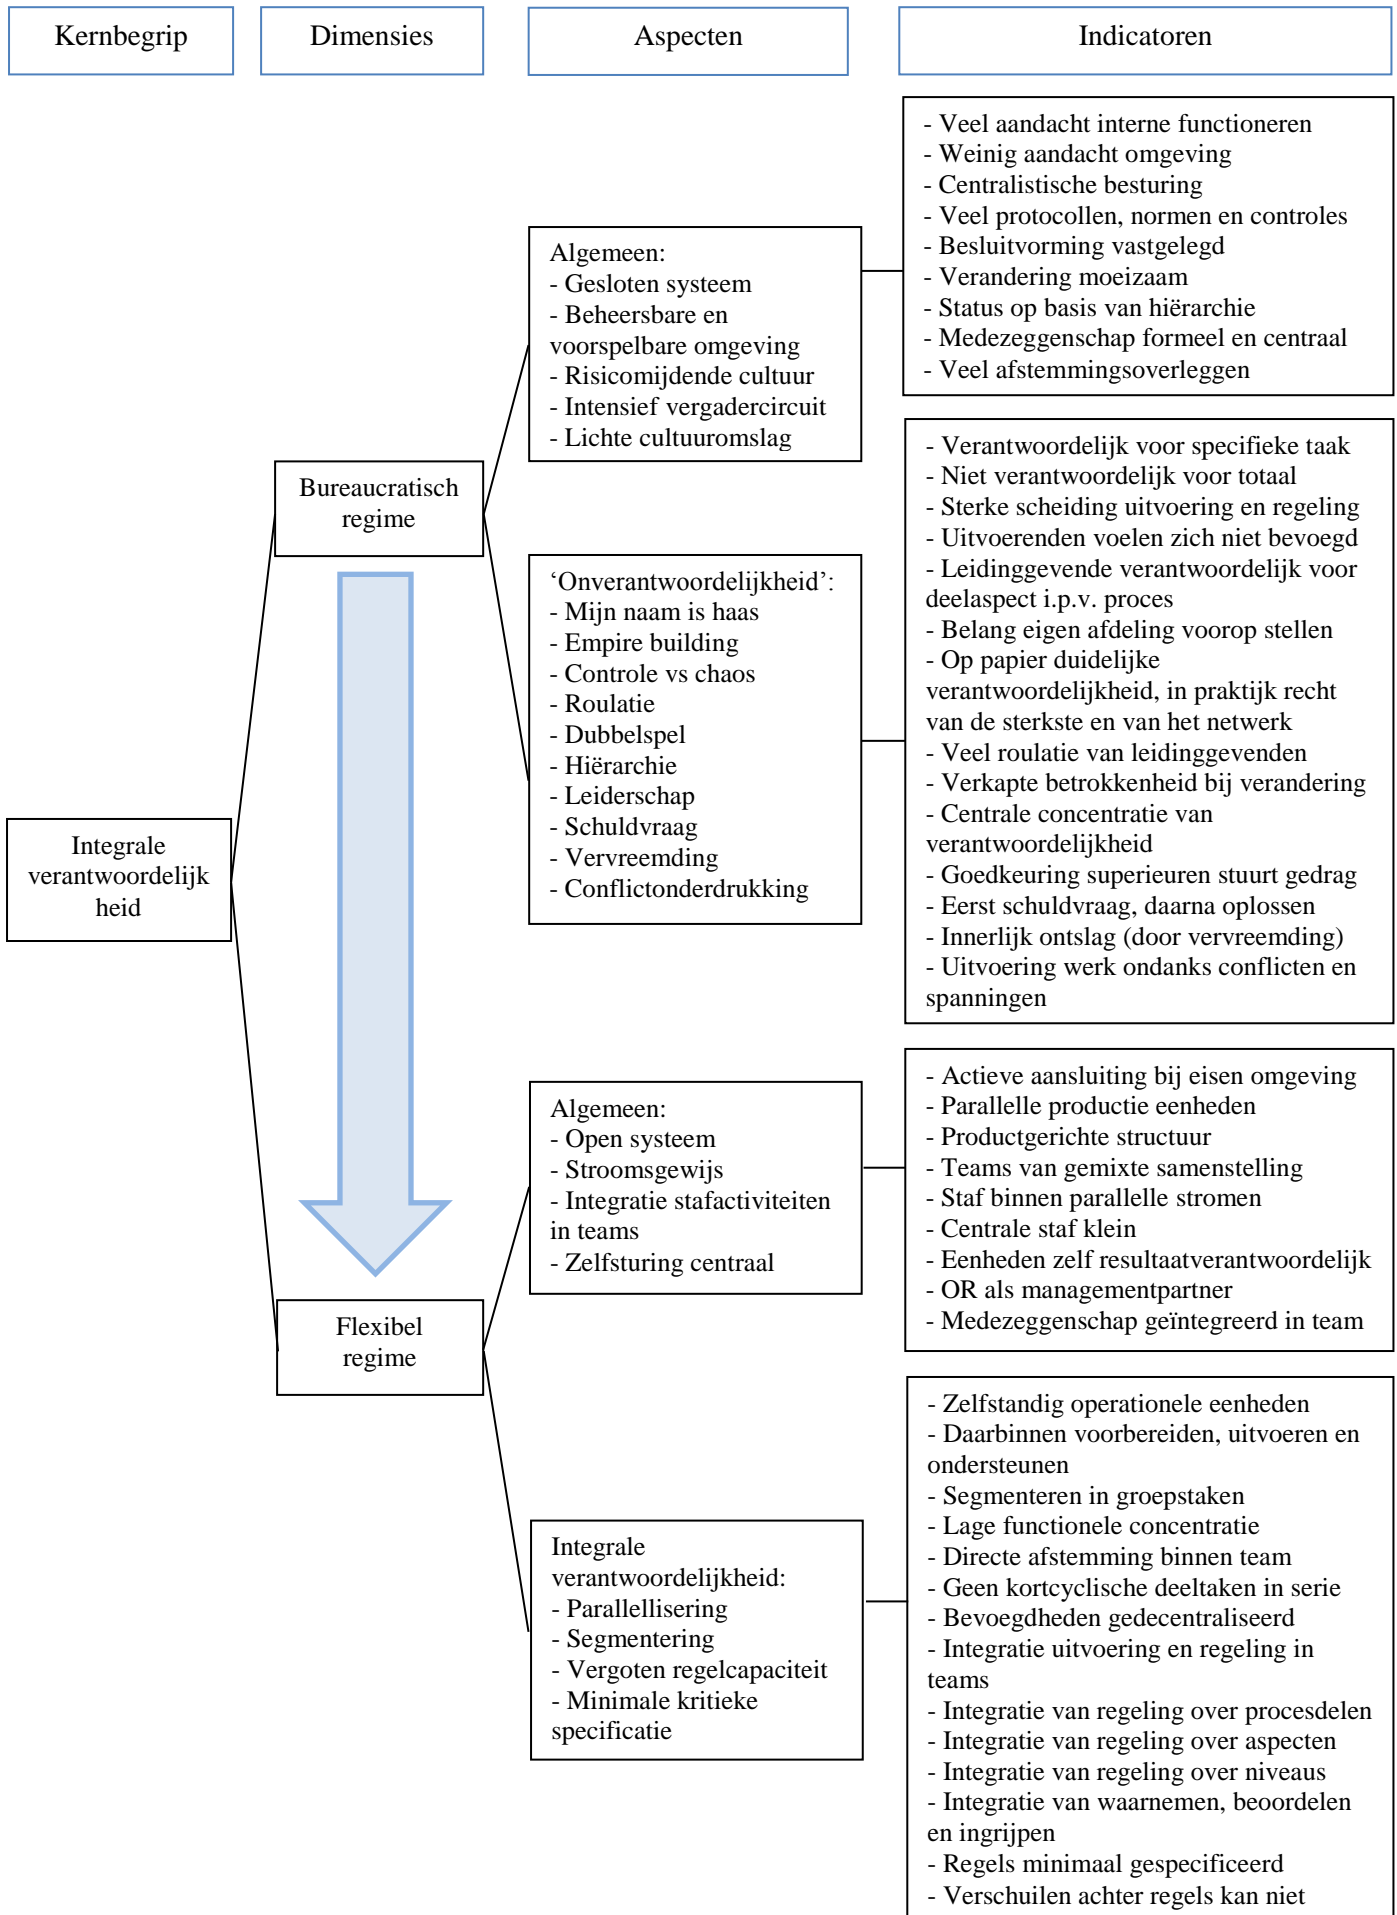 Kernbegrip
Dimensies
Aspecten
Indicatoren
- Veel aandacht interne functioneren
- Weinig aandacht omgeving
- Centralistische besturing
- Veel protocollen, normen en controles
- Besluitvorming vastgelegd
- Verandering moeizaam
- Status op basis van hiërarchie
- Medezeggenschap formeel en centraal
- Veel afstemmingsoverleggen
Algemeen:
- Gesloten systeem
- Beheersbare en
voorspelbare omgeving
- Risicomijdende cultuur
- Intensief vergadercircuit
- Lichte cultuuromslag
Bureaucratisch
regime
- Verantwoordelijk voor specifieke taak
- Niet verantwoordelijk voor totaal
- Sterke scheiding uitvoering en regeling
- Uitvoerenden voelen zich niet bevoegd
- Leidinggevende verantwoordelijk voor
deelaspect i.p.v. proces
- Belang eigen afdeling voorop stellen
- Op papier duidelijke
verantwoordelijkheid, in praktijk recht
van de sterkste en van het netwerk
- Veel roulatie van leidinggevenden
- Verkapte betrokkenheid bij verandering
- Centrale concentratie van
verantwoordelijkheid
- Goedkeuring superieuren stuurt gedrag
- Eerst schuldvraag, daarna oplossen
- Innerlijk ontslag (door vervreemding)
- Uitvoering werk ondanks conflicten en
spanningen
‘Onverantwoordelijkheid’:
- Mijn naam is haas
- Empire building
- Controle vs chaos
- Roulatie
- Dubbelspel
- Hiërarchie
- Leiderschap
- Schuldvraag
- Vervreemding
- Conflictonderdrukking
Integrale
verantwoordelijk
heid
- Actieve aansluiting bij eisen omgeving
- Parallelle productie eenheden
- Productgerichte structuur
- Teams van gemixte samenstelling
- Staf binnen parallelle stromen
- Centrale staf klein
- Eenheden zelf resultaatverantwoordelijk
- OR als managementpartner
- Medezeggenschap geïntegreerd in team
Algemeen:
- Open systeem
- Stroomsgewijs
- Integratie stafactiviteiten
in teams
- Zelfsturing centraal
Flexibel
regime
- Zelfstandig operationele eenheden
- Daarbinnen voorbereiden, uitvoeren en
ondersteunen
- Segmenteren in groepstaken
- Lage functionele concentratie
- Directe afstemming binnen team
- Geen kortcyclische deeltaken in serie
- Bevoegdheden gedecentraliseerd
- Integratie uitvoering en regeling in
teams
- Integratie van regeling over procesdelen
- Integratie van regeling over aspecten
- Integratie van regeling over niveaus
- Integratie van waarnemen, beoordelen
en ingrijpen
- Regels minimaal gespecificeerd
- Verschuilen achter regels kan niet
Integrale
verantwoordelijkheid:
- Parallellisering
- Segmentering
- Vergoten regelcapaciteit
- Minimale kritieke
specificatie